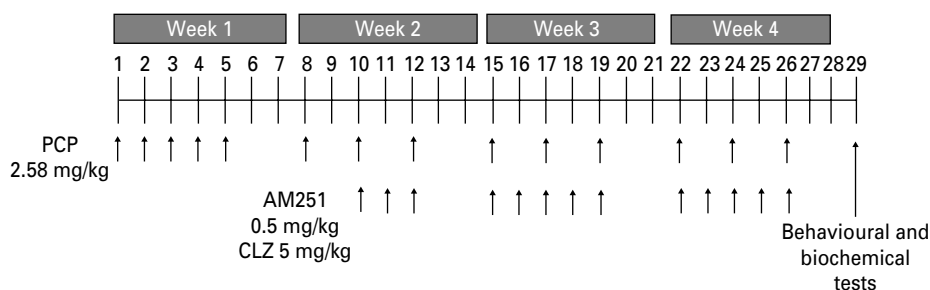 Week 1 Week 2 Week 3 Week 4
1 2 3 4 5 6 7 8 9 10 11 12 13 14 15 16 17 18 19 20 21 22 23 24 25 26 27 28 29
PCP
2.58 mg/kg
AM251
0.5 mg/kg
CLZ 5 mg/kg
Behavioural and
biochemical
tests